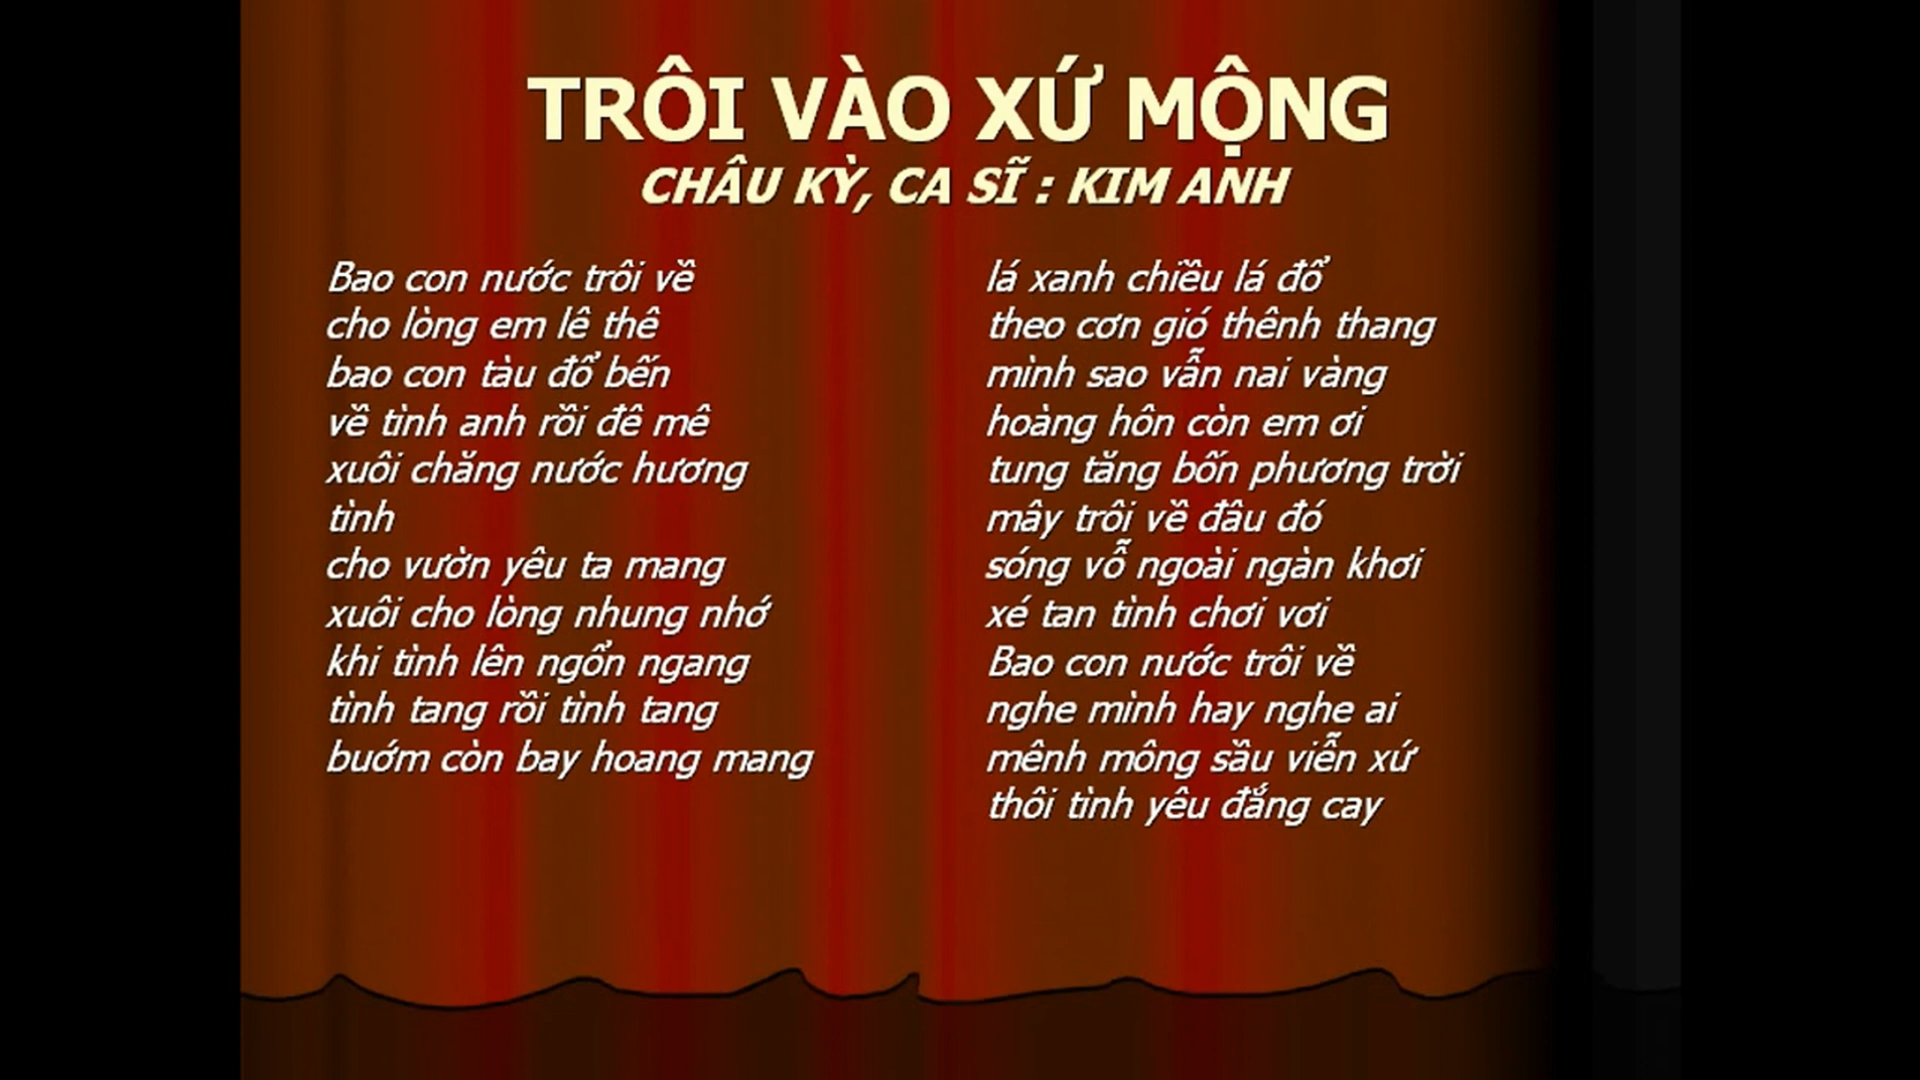 TRÔI VÀO XỨ MỘNG
CHÂU KỲ, CA SĨ : KIM ANH
Bao con nước trôi về
cho lòng em lê thê
bao con tàu đổ bến
về tình anh rồi đê mê
xuôi chăng nước hương
tình
cho vườn yêu ta mang
xuôi cho lòng nhung nhớ
khi tình lên ngổn ngang
tình tang rồi tình tang
buớm còn bay hoang mang
lá xanh chiều lá đổ
theo cơn gió thênh thang
mình sao vẫn nai vàng
hoàng hôn còn em ơi
tung tăng bốn phương trời
mây trôi về đâu đó
sóng vỗ ngoài ngàn khơi
xé tan tình chơi vơi
Bao con nước trôi về
nghe mình hay nghe ai
mênh mông sầu viễn xứ
thôi tình yêu đắng cay